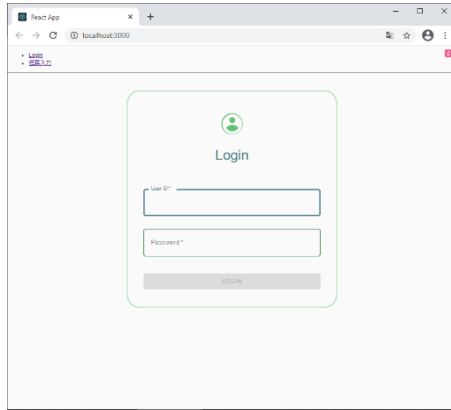 React App
localhost:3000
Login
Login
User ID *
Password *
LOG IN